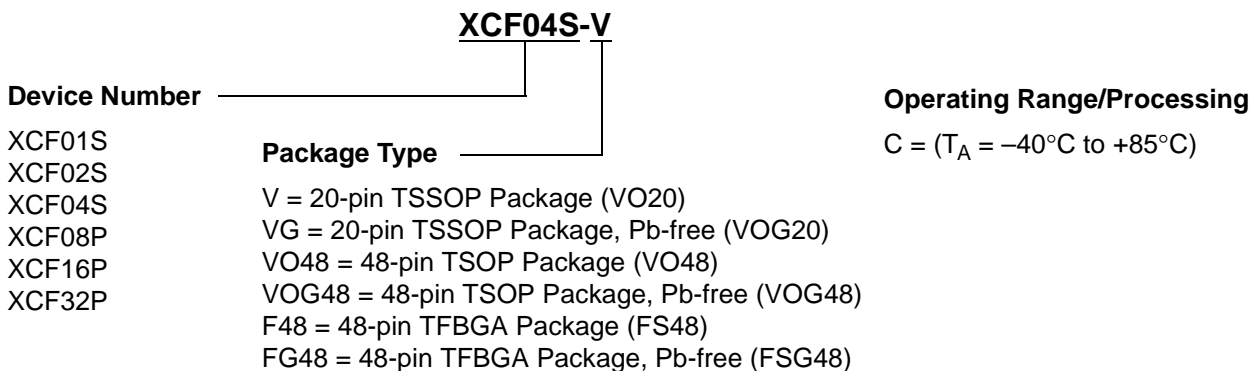 XCF04S-V
Device Number
XCF01S
XCF02S
XCF04S
XCF08P
XCF16P
XCF32P
Package Type
V = 20-pin TSSOP Package (VO20)
VG = 20-pin TSSOP Package, Pb-free (VOG20)
VO48 = 48-pin TSOP Package (VO48)
VOG48 = 48-pin TSOP Package, Pb-free (VOG48)
F48 = 48-pin TFBGA Package (FS48)
FG48 = 48-pin TFBGA Package, Pb-free (FSG48)
Operating Range/Processing
C = (TA = –40°C to +85°C)